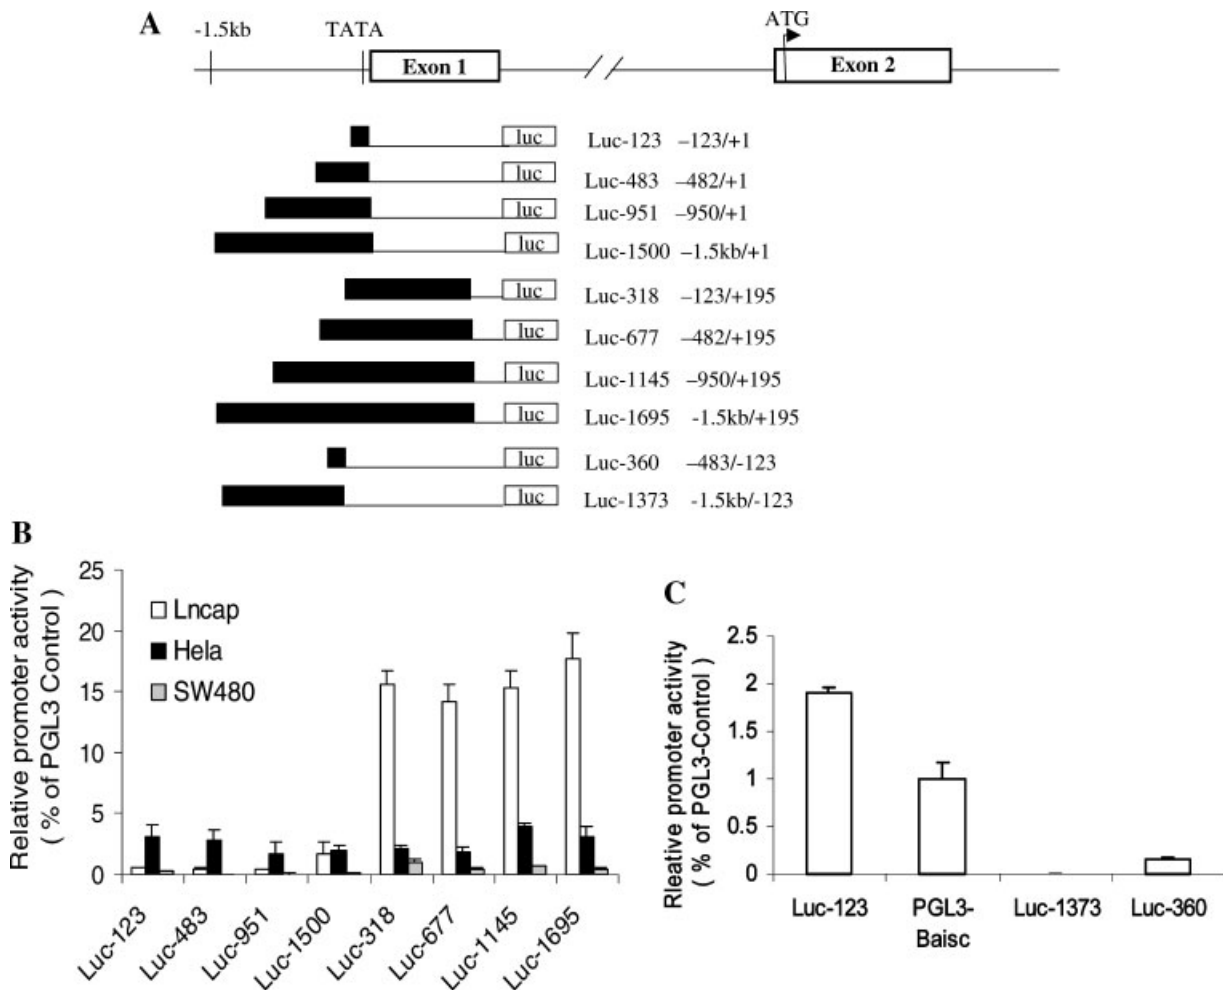 A
-1.5kb
TATA
ATG
Exon 1
Exon 2
luc
Luc-123 –123/+1
luc
Luc-483 –482/+1
luc
Luc-951 –950/+1
luc
Luc-1500 –1.5kb/+1
luc
Luc-318 –123/+195
luc
Luc-677 –482/+195
luc
Luc-1145 –950/+195
luc
Luc-1695 -1.5kb/+195
luc
Luc-360 –483/-123
luc
Luc-1373 -1.5kb/-123
B
Relative promoter activity
( % of PGL3 Control )
25
20
15
10
5
0
Lncap
Hela
SW480
Luc-123
Luc-483
Luc-951
Luc-1500
Luc-318
Luc-677
Luc-1145
Luc-1695
C
Rleative promoter activity
( % of PGL3-Control )
2.5
2
1.5
1
0.5
0
Luc-123
PGL3-
Baisc
Luc-1373
Luc-360